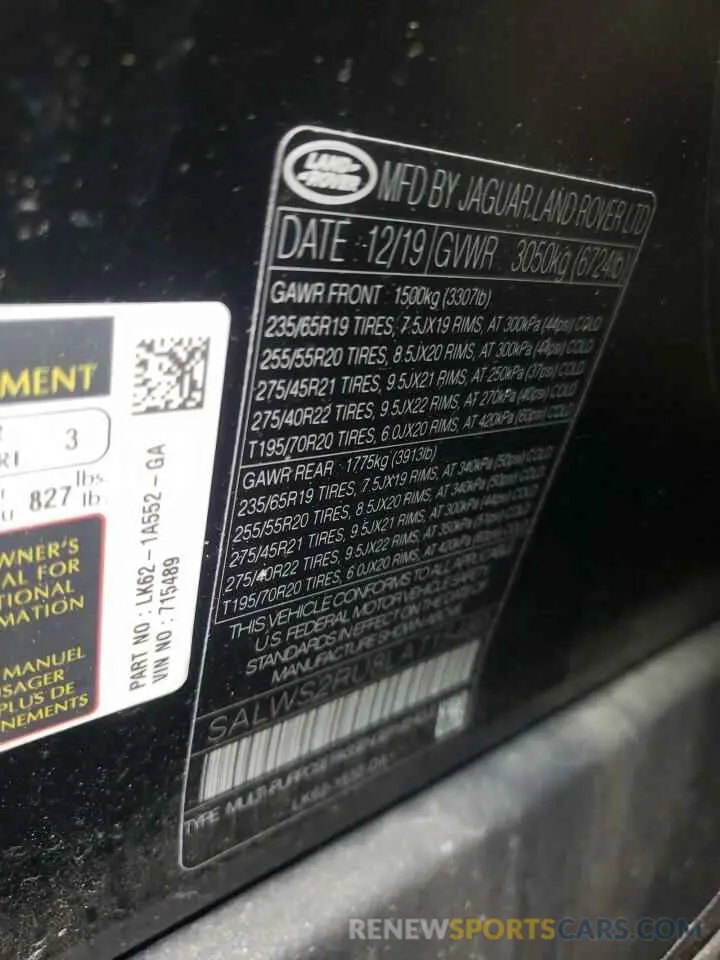 MENT
3
RI
lbs.
827 lb.
WNER'S
AL FOR
TIONAL
MATION
MANUEL
SAGER
PLUS DE
NEMENTS
PART NO : LK62-1A552-GA
VIN NO : 715489
LAND ROVER
MFD BY JAGUAR LAND ROVER LTD
DATE : 12/19 GVWR : 3050kg (6724lb)
GAWR FRONT : 1500kg (3307lb)
235/65R19 TIRES, 7.5JX19 RIMS, AT 300kPa (44psi) COLD
255/55R20 TIRES, 8.5JX20 RIMS, AT 300kPa (44psi) COLD
275/45R21 TIRES, 9.5JX21 RIMS, AT 250kPa (37psi) COLD
275/40R22 TIRES, 9.5JX22 RIMS, AT 270kPa (40psi) COLD
T195/70R20 TIRES, 6.0JX20 RIMS, AT 420kPa (60psi) COLD
GAWR REAR : 1775kg (3913lb)
235/65R19 TIRES, 7.5JX19 RIMS, AT 340kPa (50psi) COLD
255/55R20 TIRES, 8.5JX20 RIMS, AT 340kPa (50psi) COLD
275/45R21 TIRES, 9.5JX21 RIMS, AT 300kPa (44psi) COLD
275/40R22 TIRES, 9.5JX22 RIMS, AT
T195/70R20 TIRES, 6.0JX20 RIMS, AT 420kPa
THIS VEHICLE CONFORMS TO ALL APPLICABLE
U.S. FEDERAL MOTOR VEHICLE
STANDARDS IN EFFECT ON THE DATE OF
MANUFACTURE SHOWN ABOVE
TYPE: MULTI-PURPOSE
RENEWSPORTSCARS.COM